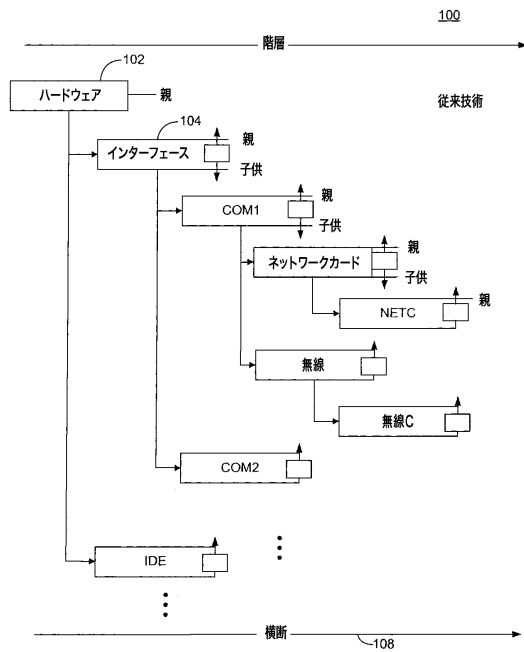 100
階層
102
ハードウェア
親
従来技術
104
インターフェース
親
子供
COM1
親
子供
ネットワークカード
親
子供
NETC
親
無線
無線C
COM2
IDE
横断
108